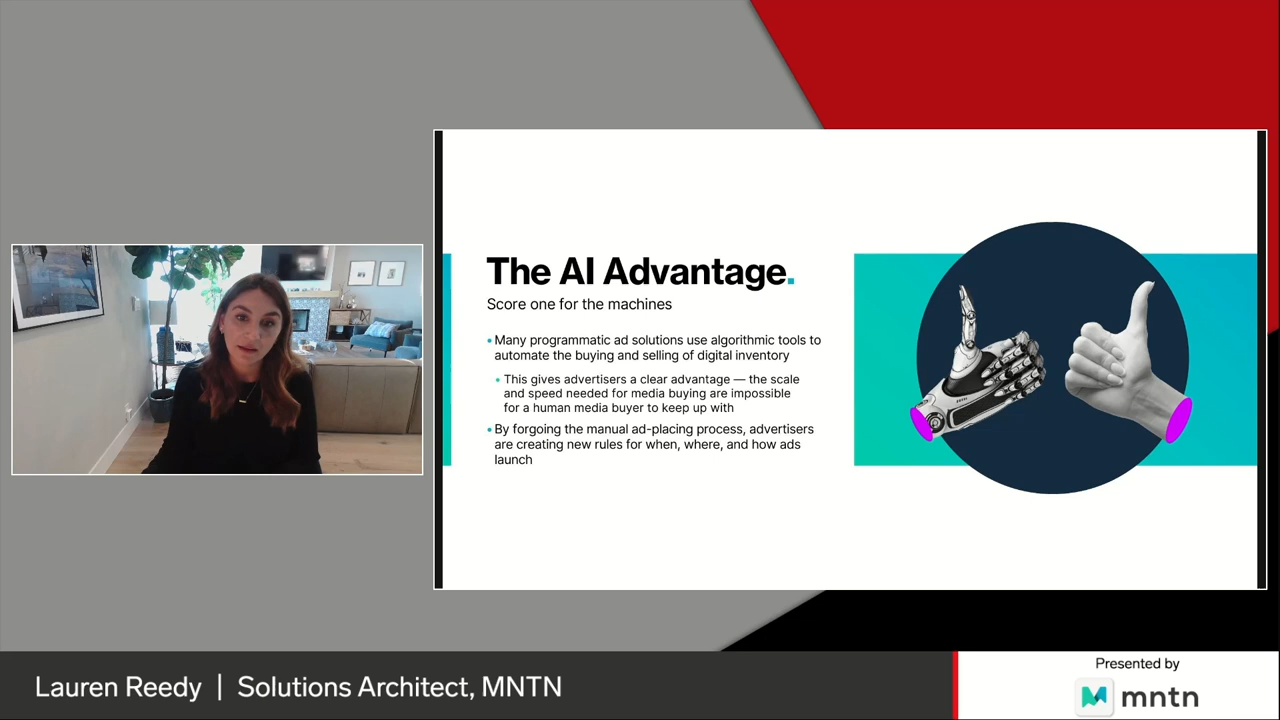 The AI Advantage.
Score one for the machines
• Many programmatic ad solutions use algorithmic tools to
automate the buying and selling of digital inventory
• This gives advertisers a clear advantage — the scale
and speed needed for media buying are impossible
for a human media buyer to keep up with
• By forgoing the manual ad-placing process, advertisers
are creating new rules for when, where, and how ads
launch
Lauren Reedy | Solutions Architect, MNTN
Presented by
mntn